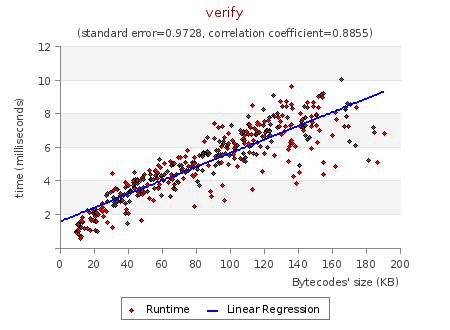 verify
(standard error=0.9728, correlation coefficient=0.8855)
12
10
8
6
4
2
time (milliseconds)
0 20 40 60 80 100 120 140 160 180 200
Bytecodes' size (KB)
Runtime Linear Regression